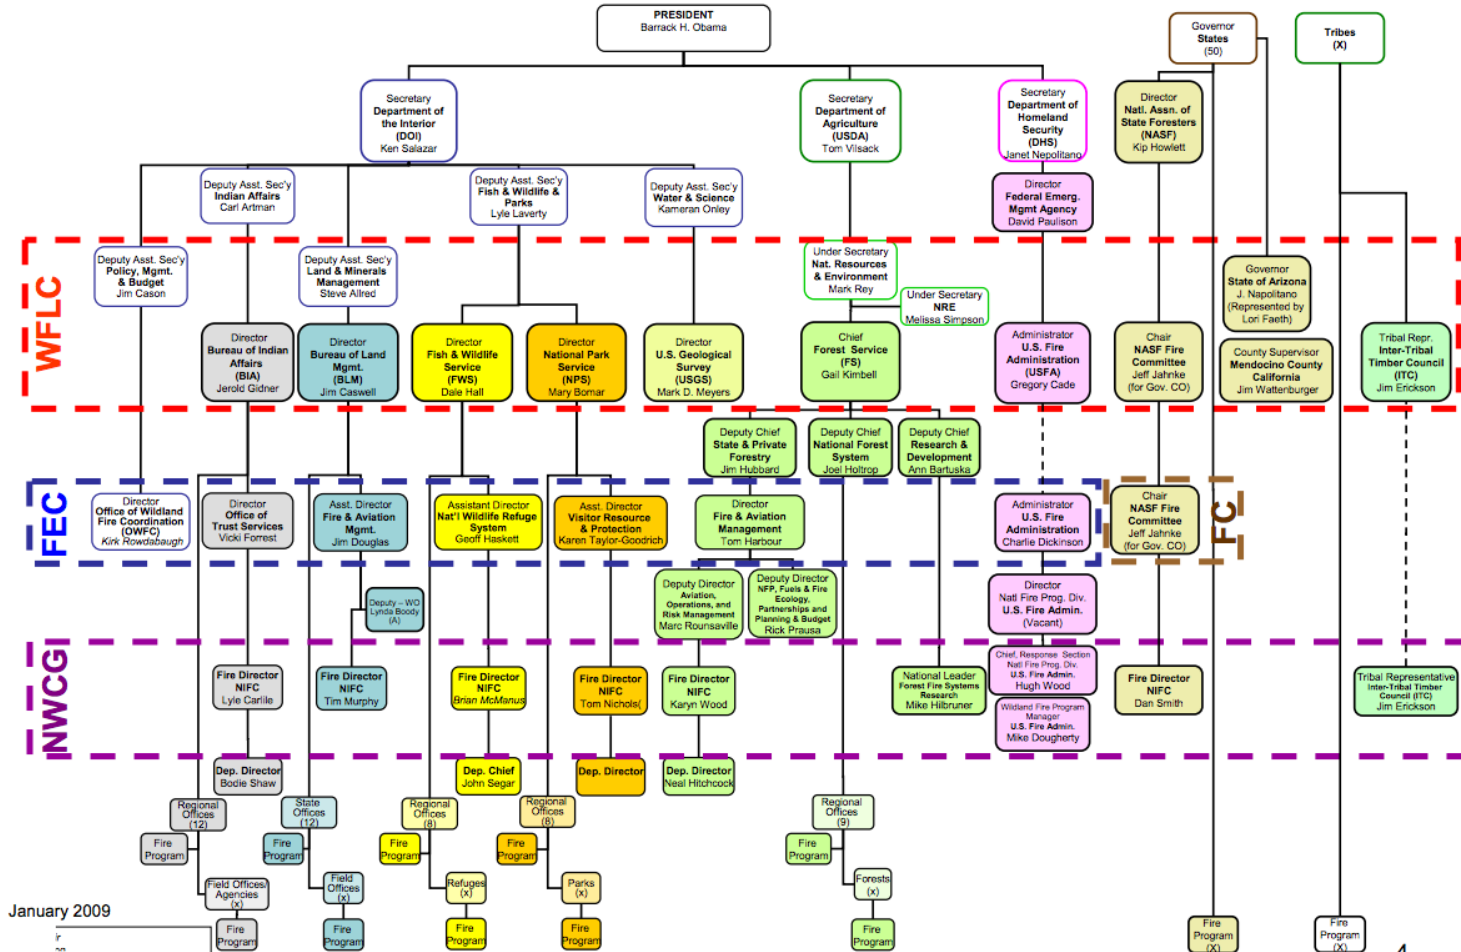 PRESIDENT
Barrack H. Obama
Governor
States
(50)
Tribes
(X)
Secretary
Department of
the Interior
(DOI)
Ken Salazar
Secretary
Department of
Agriculture
(USDA)
Tom Vilsack
Secretary
Department of
Homeland
Security
(DHS)
Janet Nepolitano
Director
Natl. Assn. of
State Foresters
(NASF)
Kip Howlett
Deputy Asst. Sec'y
Indian Affairs
Carl Artman
Deputy Asst. Sec'y
Fish & Wildlife &
Parks
Lyle Laverty
Deputy Asst. Sec'y
Water & Science
Kameran Onley
Director
Federal Emerg.
Mgmt Agency
David Paulison
WFLC
Deputy Asst. Sec'y
Policy, Mgmt.
& Budget
Jim Cason
Deputy Asst. Sec'y
Land & Minerals
Management
Steve Allred
Under Secretary
Nat. Resources
& Environment
Mark Rey
Under Secretary
NRE
Melissa Simpson
Governor
State of Arizona
J. Napolitano
(Represented by
Lori Faeth)
Director
Bureau of Indian
Affairs
(BIA)
Jerold Gidner
Director
Bureau of Land
Mgmt.
(BLM)
Jim Caswell
Director
Fish & Wildlife
Service
(FWS)
Dale Hall
Director
National Park
Service
(NPS)
Mary Bomar
Director
U.S. Geological
Survey
(USGS)
Mark D. Meyers
Chief
Forest Service
(FS)
Gail Kimbell
Administrator
U.S. Fire
Administration
(USFA)
Gregory Cade
Chair
NASF Fire
Committee
Jeff Jahnke
(for Gov. CO)
County Supervisor
Mendocino County
California
Jim Wattenburger
Tribal Repr.
Inter-Tribal
Timber Council
(ITC)
Jim Erickson
Deputy Chief
State & Private
Forestry
Jim Hubbard
Deputy Chief
National Forest
System
Joel Holtrop
Deputy Chief
Research &
Development
Ann Bartuska
FEC
Director
Office of Wildland
Fire Coordination
(OWFC)
Kirk Rowdabaugh
Director
Office of
Trust Services
Vicki Forrest
Asst. Director
Fire & Aviation
Mgmt.
Jim Douglas
Assistant Director
Nat'l Wildlife Refuge
System
Geoff Haskett
Asst. Director
Visitor Resource
& Protection
Karen Taylor-Goodrich
Director
Fire & Aviation
Management
Tom Harbour
Administrator
U.S. Fire
Administration
Charlie Dickinson
Chair
NASF Fire
Committee
Jeff Jahnke
(for Gov. CO)
FC
Deputy – WO
Lynda Boody
(A)
Deputy Director
Aviation,
Operations, and
Risk Management
Marc Rounsaville
Deputy Director
NFP, Fuels & Fire
Ecology,
Partnerships and
Planning & Budget
Rick Prausa
Director
Natl Fire Prog. Div.
U.S. Fire Admin.
(Vacant)
NWCG
Fire Director
NIFC
Lyle Carlile
Fire Director
NIFC
Tim Murphy
Fire Director
NIFC
Brian McManus
Fire Director
NIFC
Tom Nichols(
Fire Director
NIFC
Karyn Wood
National Leader
Forest Fire Systems
Research
Mike Hilbruner
Chief, Response Section
Natl Fire Prog. Div.
U.S. Fire Admin.
Hugh Wood
Wildland Fire Program
Manager
U.S. Fire Admin.
Mike Dougherty
Fire Director
NIFC
Dan Smith
Tribal Representative
Inter-Tribal Timber
Council (ITC)
Jim Erickson
Dep. Director
Bodie Shaw
Dep. Chief
John Segar
Dep. Director
Dep. Director
Neal Hitchcock
Regional
Offices
(12)
State
Offices
(12)
Regional
Offices
(8)
Regional
Offices
(8)
Regional
Offices
(9)
Fire
Program
Fire
Program
Fire
Program
Fire
Program
Fire
Program
Field Offices/
Agencies
(x)
Field
Offices
(x)
Refuges
(x)
Parks
(x)
Forests
(x)
January 2009
Fire
Program
Fire
Program
Fire
Program
Fire
Program
Fire
Program
Fire
Program
(X)
Fire
Program
(X)